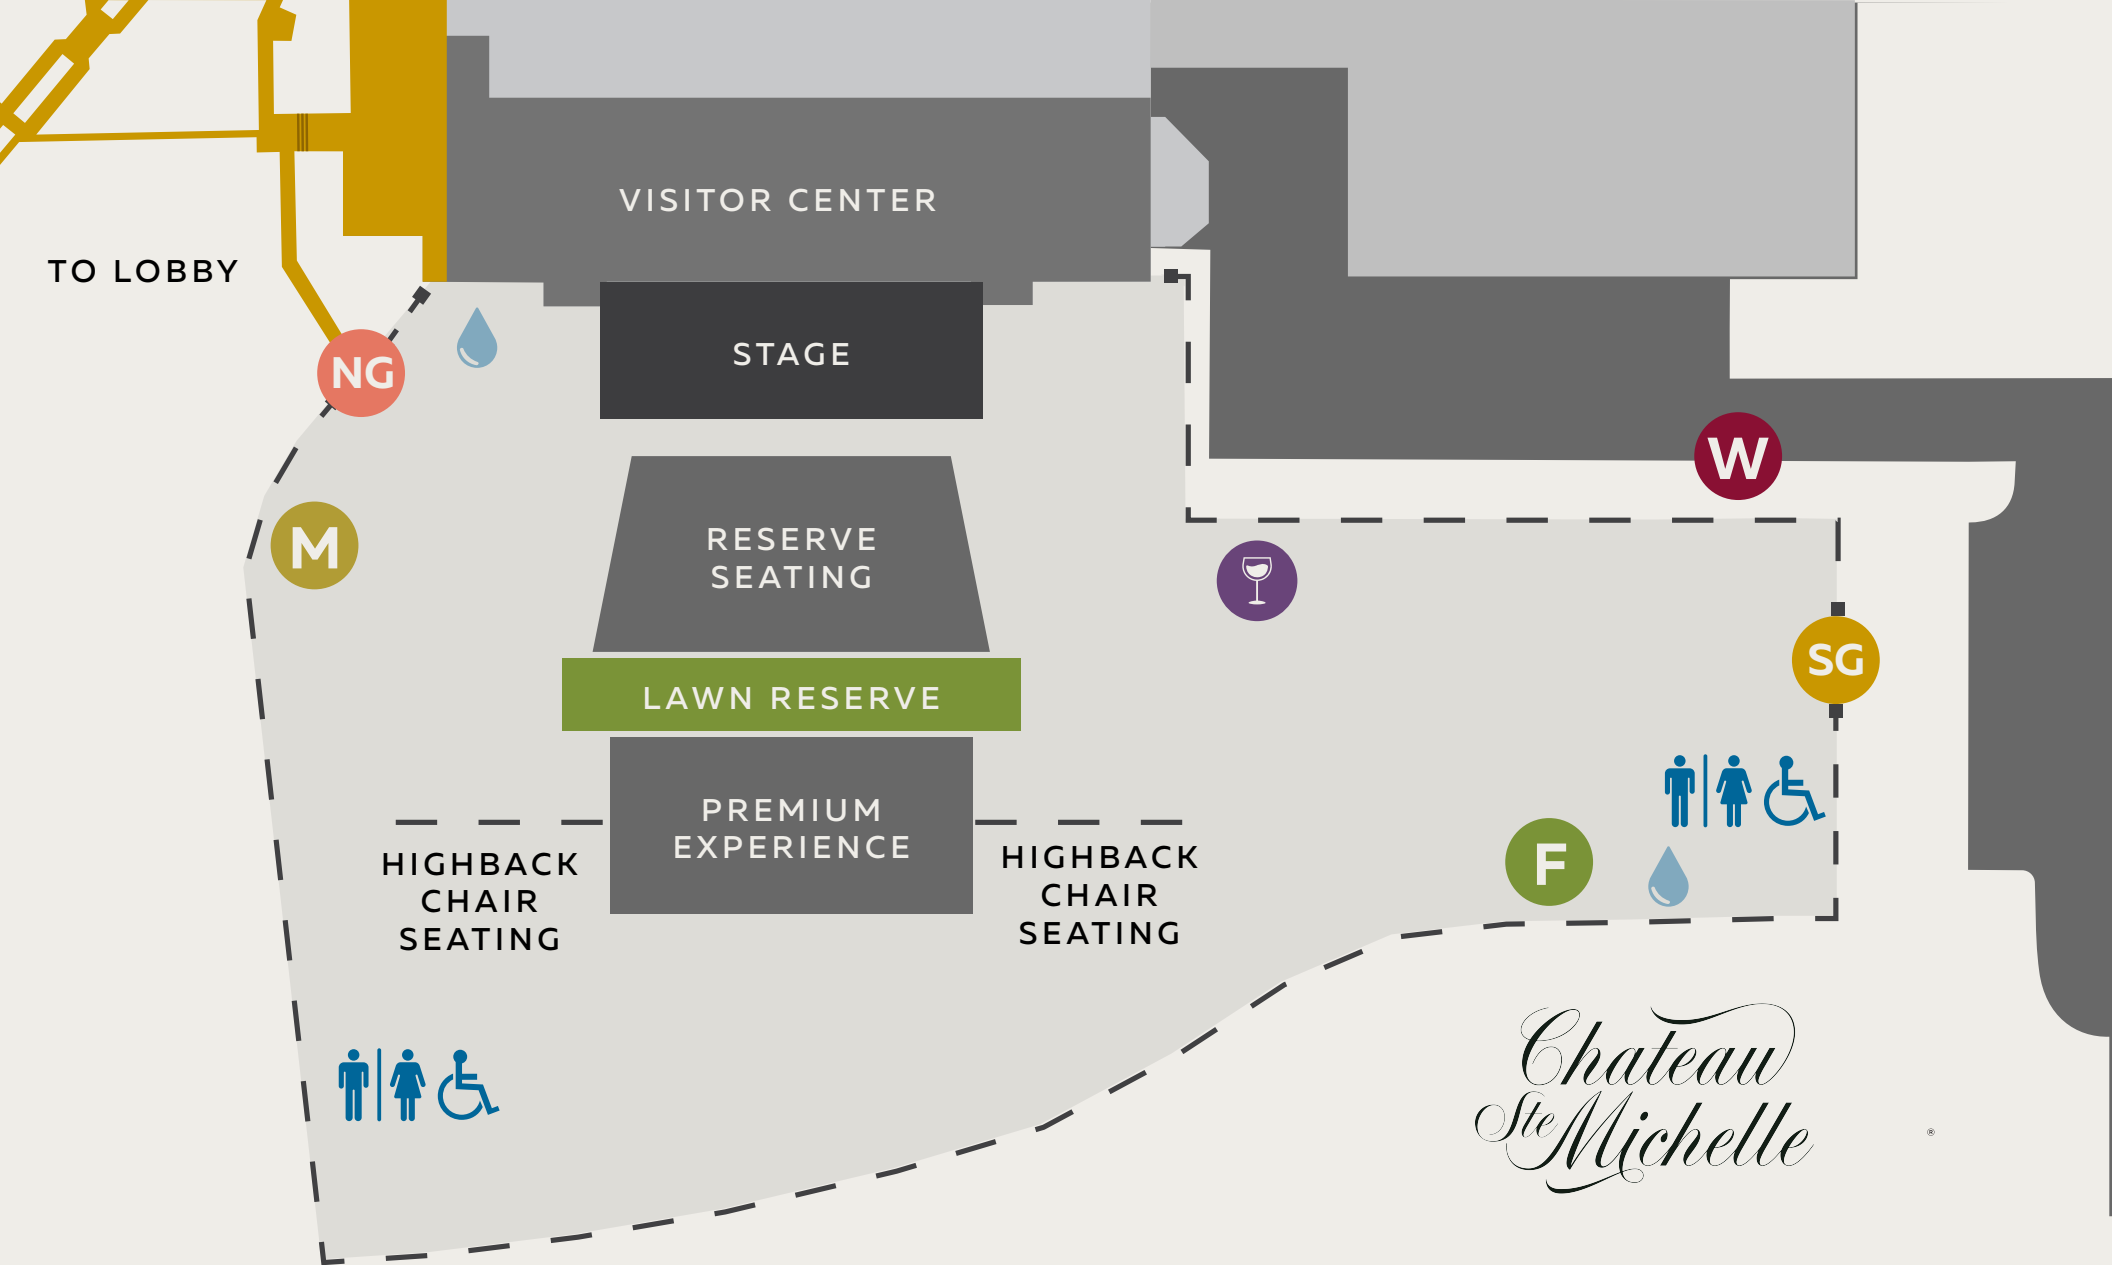 VISITOR CENTER
TO LOBBY
STAGE
NG
W
M
RESERVE
SEATING
SG
LAWN RESERVE
PREMIUM
EXPERIENCE
HIGHBACK
CHAIR
SEATING
HIGHBACK
CHAIR
SEATING
F
Chateau
Ste Michelle
®